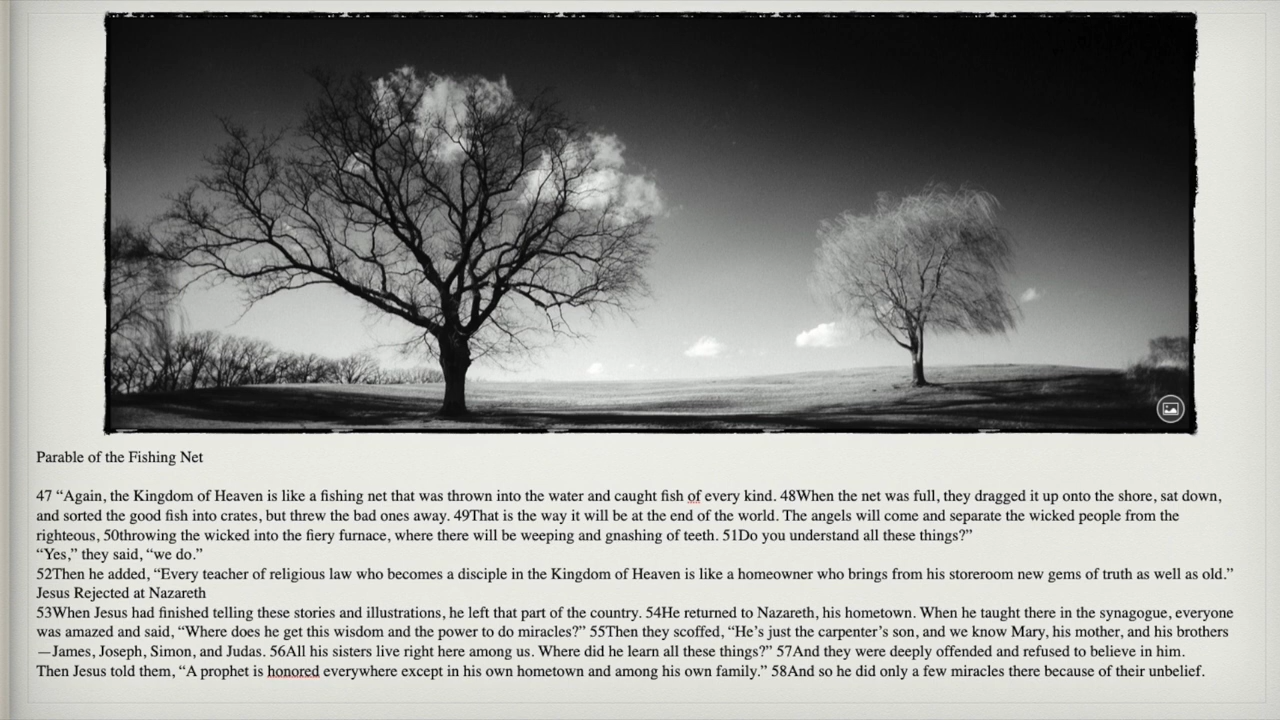 Parable of the Fishing Net
47 “Again, the Kingdom of Heaven is like a fishing net that was thrown into the water and caught fish of every kind. 48When the net was full, they dragged it up onto the shore, sat down,
and sorted the good fish into crates, but threw the bad ones away. 49That is the way it will be at the end of the world. The angels will come and separate the wicked people from the
righteous, 50throwing the wicked into the fiery furnace, where there will be weeping and gnashing of teeth. 51Do you understand all these things?”
“Yes,” they said, “we do.”
52Then he added, “Every teacher of religious law who becomes a disciple in the Kingdom of Heaven is like a homeowner who brings from his storeroom new gems of truth as well as old.”
Jesus Rejected at Nazareth
53When Jesus had finished telling these stories and illustrations, he left that part of the country. 54He returned to Nazareth, his hometown. When he taught there in the synagogue, everyone
was amazed and said, “Where does he get this wisdom and the power to do miracles?” 55Then they scoffed, “He’s just the carpenter’s son, and we know Mary, his mother, and his brothers
—James, Joseph, Simon, and Judas. 56All his sisters live right here among us. Where did he learn all these things?” 57And they were deeply offended and refused to believe in him.
Then Jesus told them, “A prophet is honored everywhere except in his own hometown and among his own family.” 58And so he did only a few miracles there because of their unbelief.